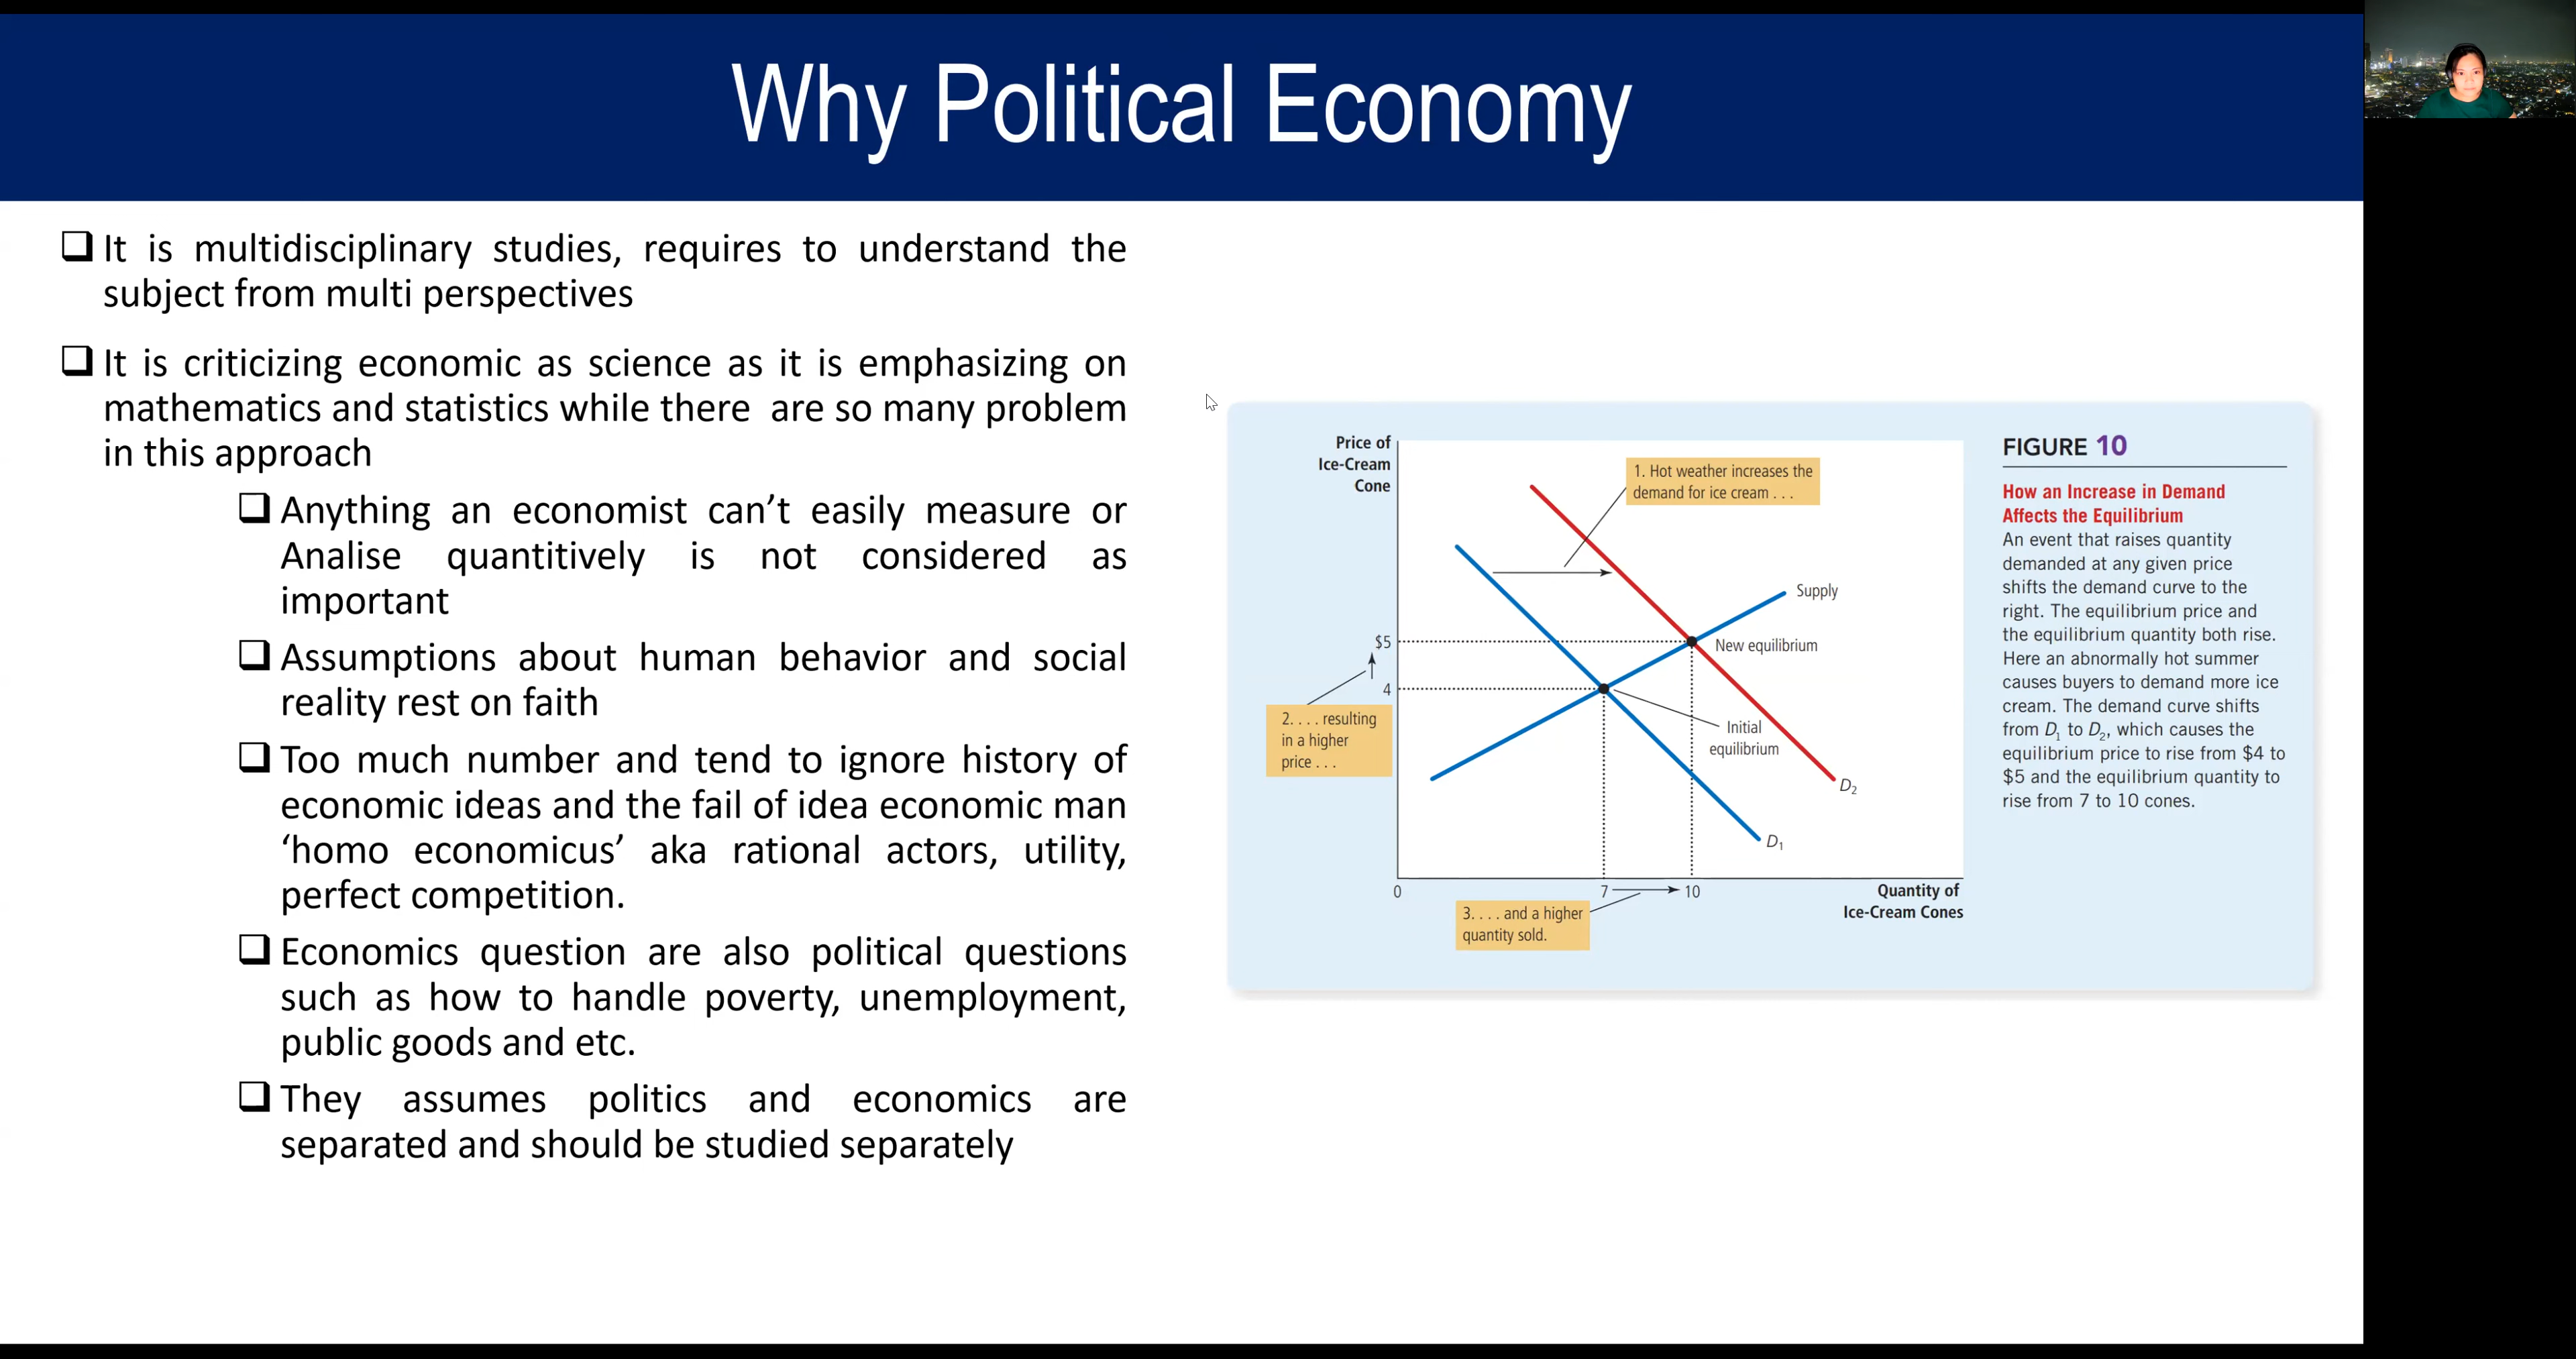 Why Political Economy
It is multidisciplinary studies, requires to understand the
subject from multi perspectives
It is criticizing economic as science as it is emphasizing on
mathematics and statistics while there are so many problem
in this approach
Anything an economist can’t easily measure or
Analise quantitively is not considered as
important
Assumptions about human behavior and social
reality rest on faith
Too much number and tend to ignore history of
economic ideas and the fail of idea economic man
‘homo economicus’ aka rational actors, utility,
perfect competition.
Economics question are also political questions
such as how to handle poverty, unemployment,
public goods and etc.
They assumes politics and economics are
separated and should be studied separately
Price of
Ice-Cream
Cone
1. Hot weather increases the
demand for ice cream . . .
Supply
$5
New equilibrium
4
2. . . . resulting
in a higher
price . . .
Initial
equilibrium
D2
D1
0
7
10
Quantity of
Ice-Cream Cones
3. . . . and a higher
quantity sold.
FIGURE 10
How an Increase in Demand
Affects the Equilibrium
An event that raises quantity
demanded at any given price
shifts the demand curve to the
right. The equilibrium price and
the equilibrium quantity both rise.
Here an abnormally hot summer
causes buyers to demand more ice
cream. The demand curve shifts
from D1 to D2, which causes the
equilibrium price to rise from $4 to
$5 and the equilibrium quantity to
rise from 7 to 10 cones.